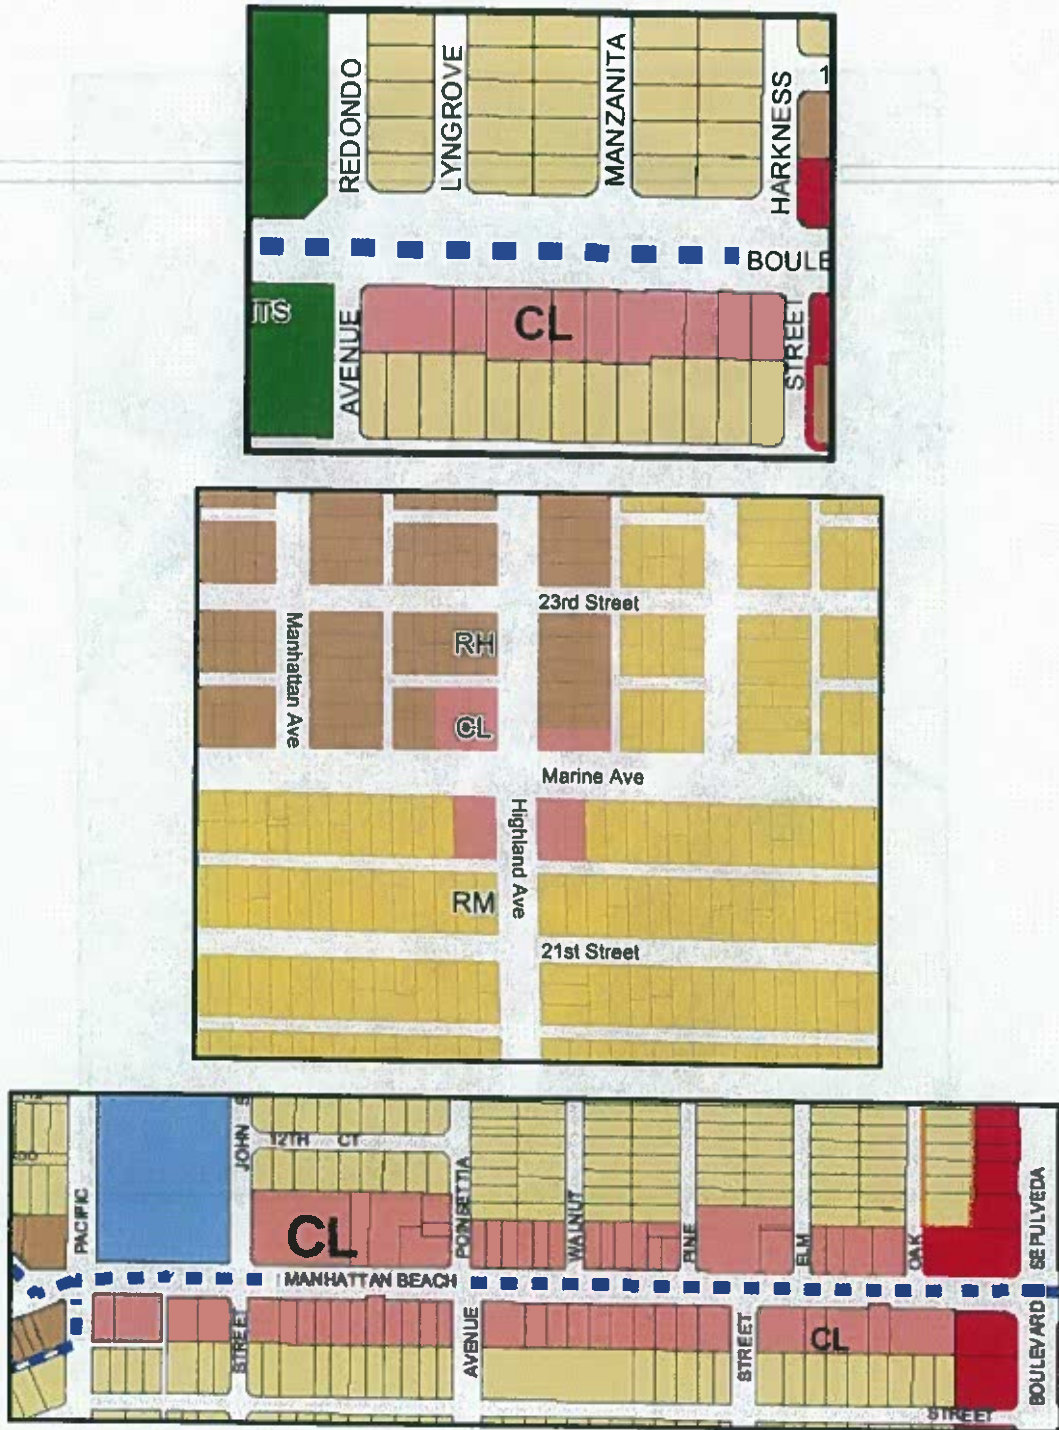 REDONDO
LYNGROVE
MANZANITA
HARKNESS
1
BOULE
ITS
CL
AVENUE
STREET
23rd Street
Manhattan Ave
RH
CL
Marine Ave
Highland Ave
RM
21st Street
JOHN S
12TH CT
PACIFIC
POINSETTIA
WALNUT
PINE
ELM
OAK
SEPULVEDA
CL
MANHATTAN BEACH
STREET
AVENUE
STREET
CL
BOULEVARD
STREET